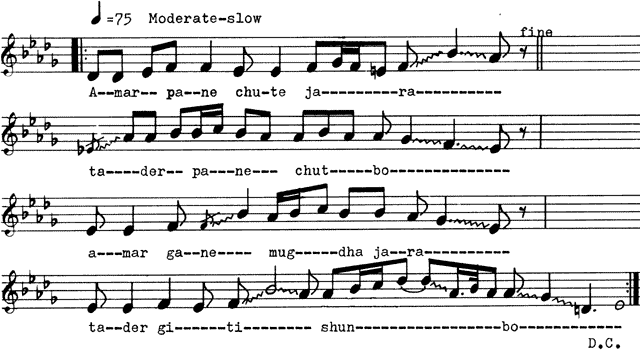 =75 Moderate-slow
fine
A--mar-- pa--ne chu-te ja---------ra-----------
ta----der-- pa--ne--- chut----bo---------------
a---mar ga--ne---- mug-----dha ja--ra-----------
ta--der gi------ti--------- shun---------------bo------------
D.C.